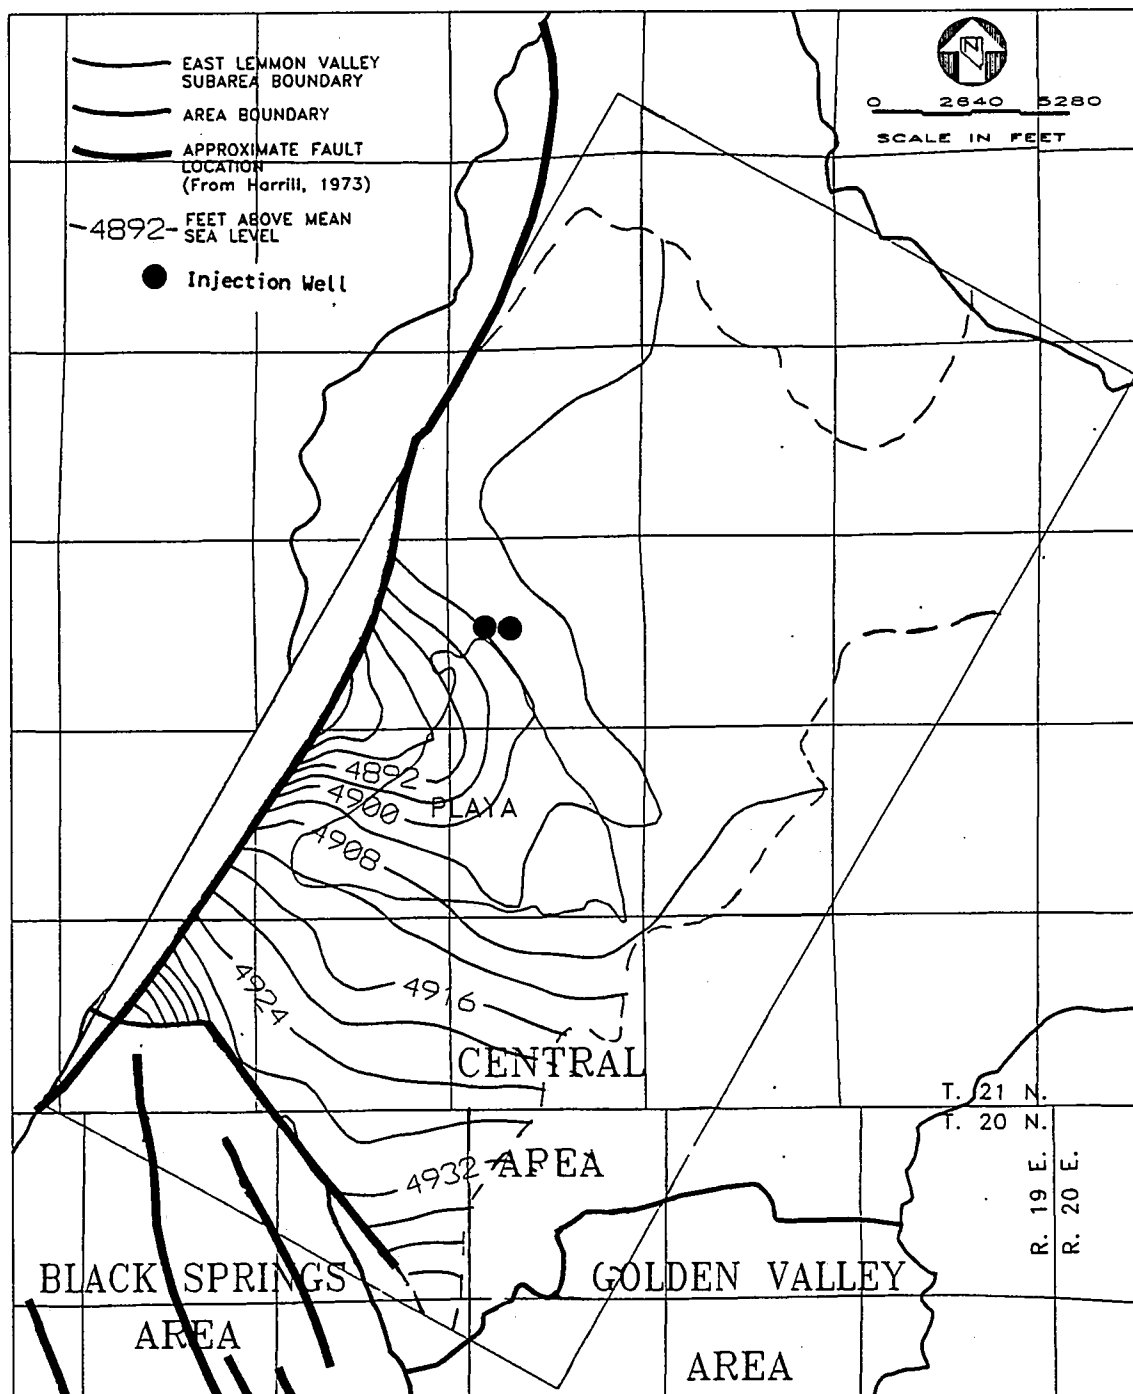 EAST LEMMON VALLEY
SUBAREA BOUNDARY
AREA BOUNDARY
APPROXIMATE FAULT
LOCATION
(From Harrill, 1973)
4892
FEET ABOVE MEAN
SEA LEVEL
Injection Well
N
0 2640 5280
SCALE IN FEET
4892
4900
PLAYA
4908
4924
4916
CENTRAL
AREA
4932
T. 21 N.
T. 20 N.
R. 19 E.
R. 20 E.
BLACK SPRINGS
AREA
GOLDEN VALLEY
AREA